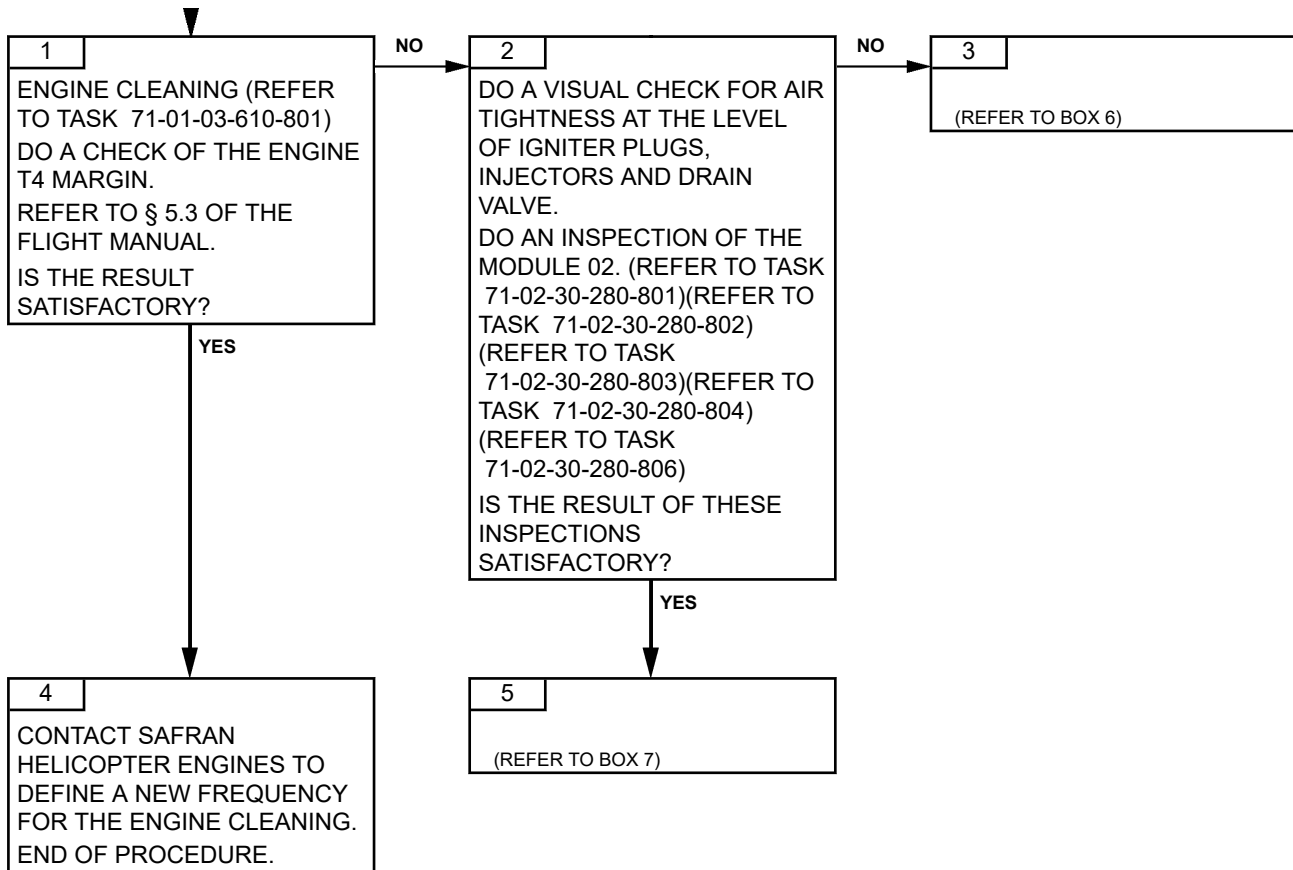 1
ENGINE CLEANING (REFER
TO TASK 71-01-03-610-801)
DO A CHECK OF THE ENGINE
T4 MARGIN.
REFER TO § 5.3 OF THE
FLIGHT MANUAL.
IS THE RESULT
SATISFACTORY?
NO
2
DO A VISUAL CHECK FOR AIR
TIGHTNESS AT THE LEVEL
OF IGNITER PLUGS,
INJECTORS AND DRAIN
VALVE.
DO AN INSPECTION OF THE
MODULE 02. (REFER TO TASK
71-02-30-280-801)(REFER TO
TASK 71-02-30-280-802)
(REFER TO TASK
71-02-30-280-803)(REFER TO
TASK 71-02-30-280-804)
(REFER TO TASK
71-02-30-280-806)
IS THE RESULT OF THESE
INSPECTIONS
SATISFACTORY?
NO
3
(REFER TO BOX 6)
YES
YES
4
CONTACT SAFRAN
HELICOPTER ENGINES TO
DEFINE A NEW FREQUENCY
FOR THE ENGINE CLEANING.
END OF PROCEDURE.
5
(REFER TO BOX 7)